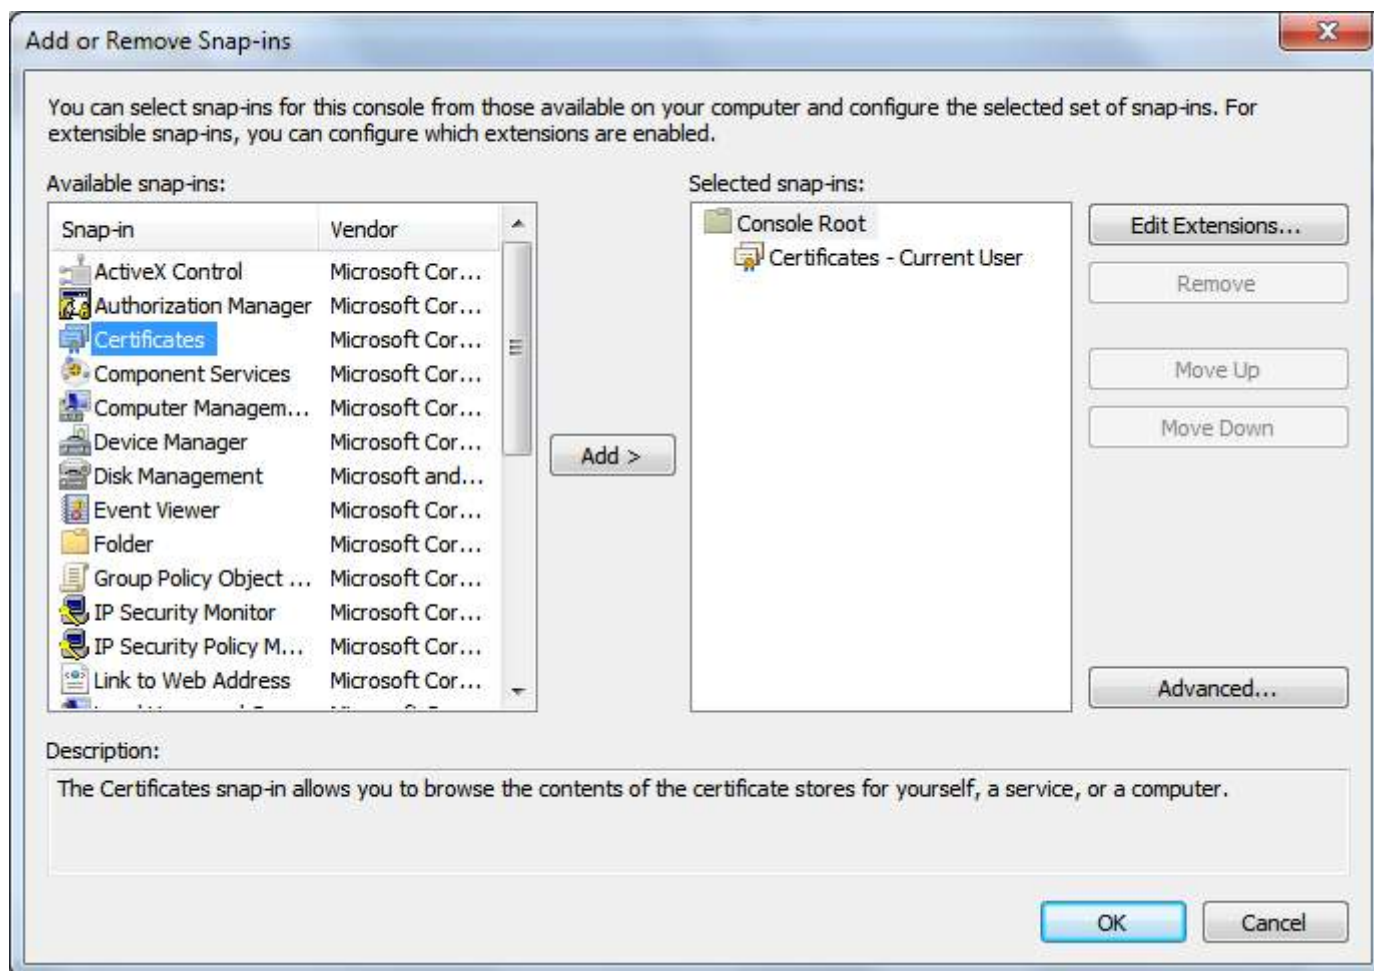 Add or Remove Snap-ins
You can select snap-ins for this console from those available on your computer and configure the selected set of snap-ins. For
extensible snap-ins, you can configure which extensions are enabled.
Available snap-ins:
Snap-in Vendor
ActiveX Control Microsoft Cor...
Authorization Manager Microsoft Cor...
Certificates Microsoft Cor...
Component Services Microsoft Cor...
Computer Managem... Microsoft Cor...
Device Manager Microsoft Cor...
Disk Management Microsoft and...
Event Viewer Microsoft Cor...
Folder Microsoft Cor...
Group Policy Object ... Microsoft Cor...
IP Security Monitor Microsoft Cor...
IP Security Policy M... Microsoft Cor...
Link to Web Address Microsoft Cor...
Add >
Selected snap-ins:
Console Root
Certificates - Current User
Edit Extensions...
Remove
Move Up
Move Down
Advanced...
Description:
The Certificates snap-in allows you to browse the contents of the certificate stores for yourself, a service, or a computer.
OK
Cancel